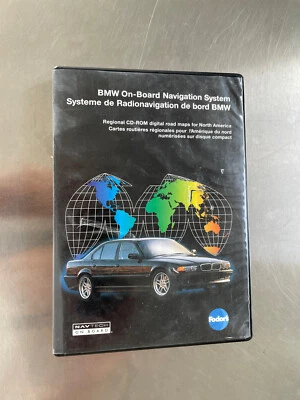 BMW On-Board Navigation System
Systeme de Radionavigation de bord BMW
Regional CD-ROM digital road maps for North America
Cartes routières régionales pour l'Amérique du nord
numérisées sur disque compact
NAVTECH
ON BOARD
Fodor's